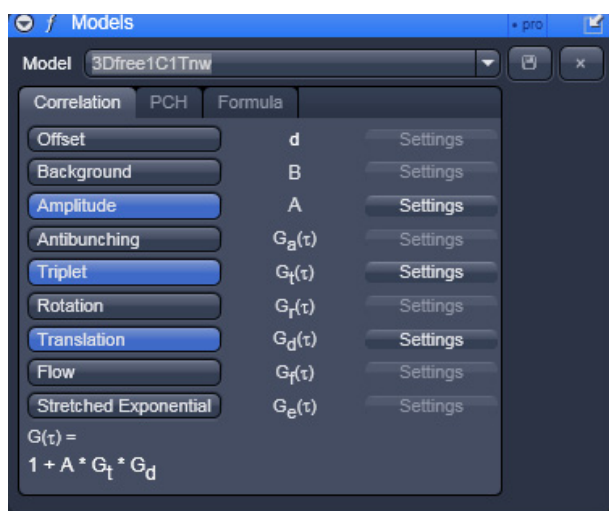 f Models • pro
Model 3Dfree1C1Tnw ×
Correlation PCH Formula
Offset d Settings
Background B Settings
Amplitude A Settings
Antibunching Ga(τ) Settings
Triplet Gt(τ) Settings
Rotation Gr(τ) Settings
Translation Gd(τ) Settings
Flow Gf(τ) Settings
Stretched Exponential Ge(τ) Settings
G(τ) =
1 + A * Gt * Gd